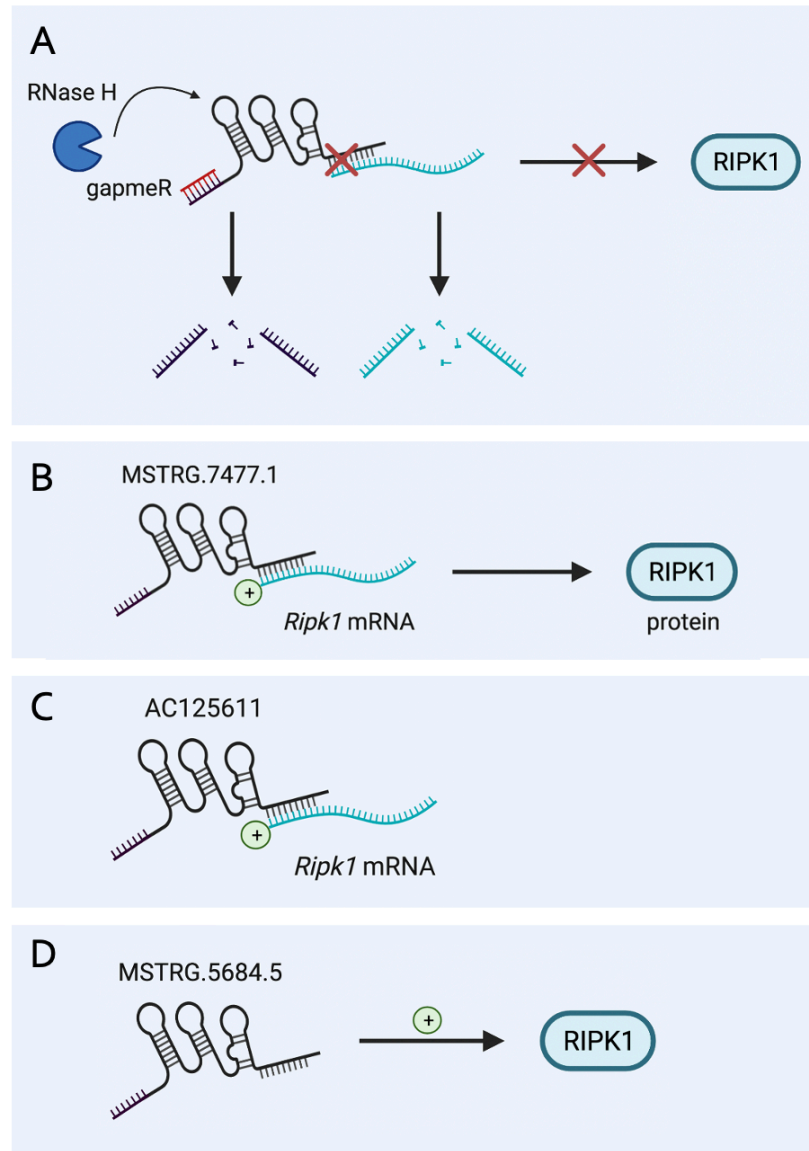 A
RNase H
gapmeR
RIPK1
B
MSTRG.7477.1
+
Ripk1 mRNA
RIPK1
protein
C
AC125611
+
Ripk1 mRNA
D
MSTRG.5684.5
+
RIPK1